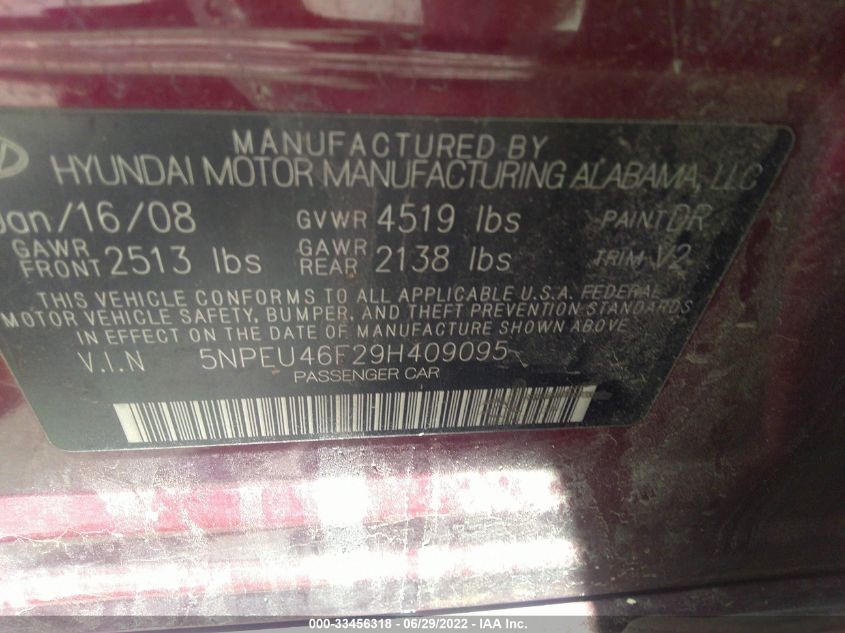 MANUFACTURED BY
HYUNDAI MOTOR MANUFACTURING ALABAMA, LLC
Jan/16/08 GVWR 4519 lbs PAINT DR
GAWR FRONT 2513 lbs GAWR REAR 2138 lbs TRIM V2
THIS VEHICLE CONFORMS TO ALL APPLICABLE U.S.A. FEDERAL
MOTOR VEHICLE SAFETY, BUMPER, AND THEFT PREVENTION STANDARDS
IN EFFECT ON THE DATE OF MANUFACTURE SHOWN ABOVE.
V.I.N 5NPEU46F29H409095
PASSENGER CAR
000-33456318 - 06/29/2022 - IAA Inc.